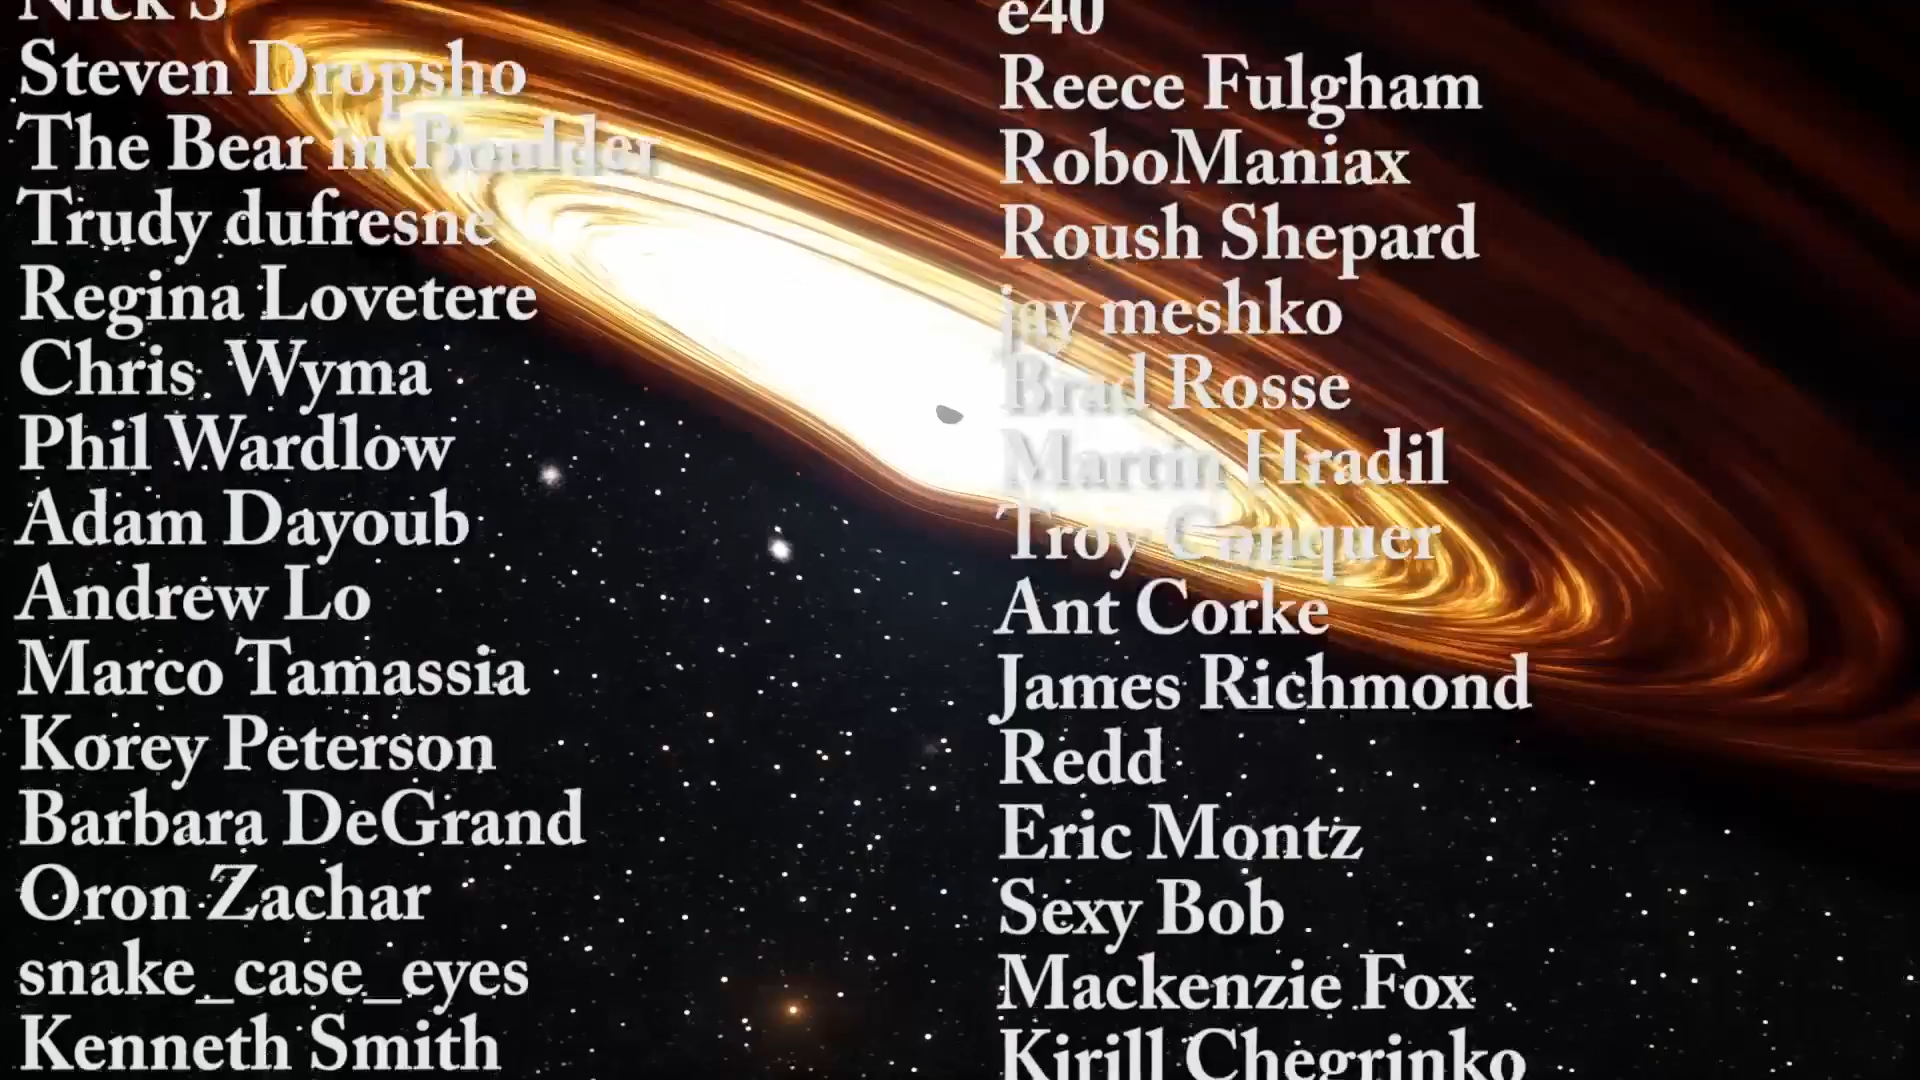 Nick S
Steven Dropsho
The Bear in Boulder
Trudy dufresne
Regina Lovetere
Chris  Wyma
Phil Wardlow
Adam Dayoub
Andrew Lo
Marco Tamassia
Korey Peterson
Barbara DeGrand
Oron Zachar
snake_case_eyes
Kenneth Smith
e40
Reece Fulgham
RoboManiax
Roush Shepard
jay meshko
Brad Rosse
Martin Hradil
Troy Canquer
Ant Corke
James Richmond
Redd
Eric Montz
Sexy Bob
Mackenzie Fox
Kirill Chegrinko